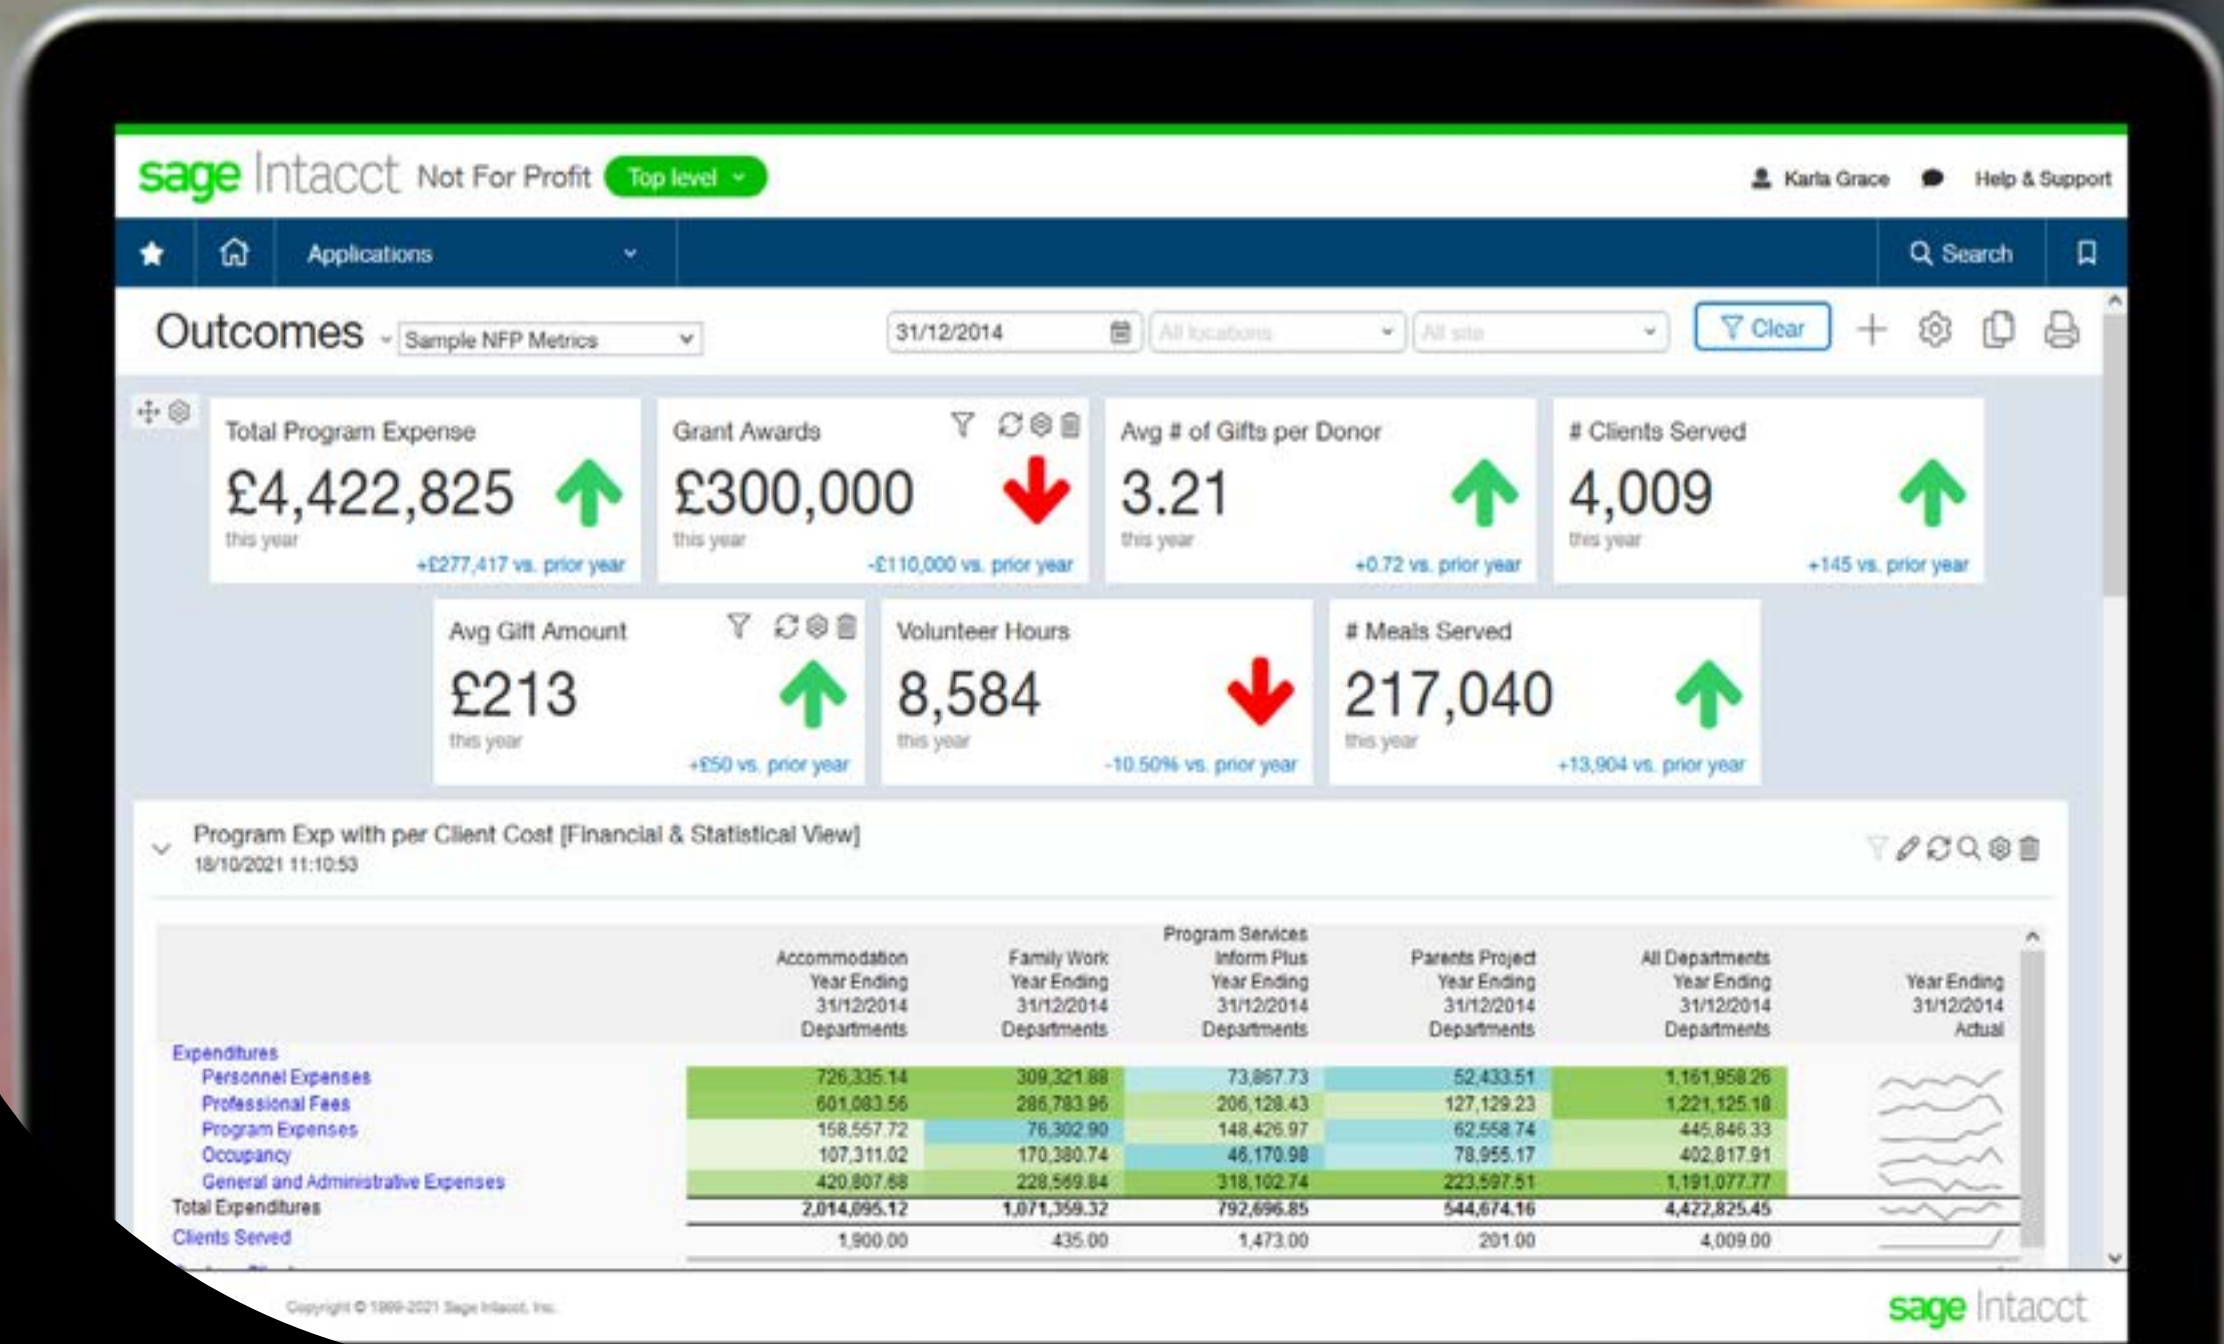 sage Intacct Not For Profit Top level Karla Grace Help & Support
Applications Search
Outcomes Sample NFP Metrics 31/12/2014 All locations All site Clear
Total Program Expense
£4,422,825
this year
+£277,417 vs. prior year
Grant Awards
£300,000
this year
-£110,000 vs. prior year
Avg # of Gifts per Donor
3.21
this year
+0.72 vs. prior year
# Clients Served
4,009
this year
+145 vs. prior year
Avg Gift Amount
£213
this year
+£50 vs. prior year
Volunteer Hours
8,584
this year
-10.50% vs. prior year
# Meals Served
217,040
this year
+13,904 vs. prior year
Program Exp with per Client Cost [Financial & Statistical View]
18/10/2021 11:10:53
Program Services
Accommodation Family Work Inform Plus Parents Project All Departments
Year Ending Year Ending Year Ending Year Ending Year Ending Year Ending
31/12/2014 31/12/2014 31/12/2014 31/12/2014 31/12/2014 31/12/2014
Departments Departments Departments Departments Departments Actual
Expenditures
Personnel Expenses 726,335.14 309,321.88 73,867.73 52,433.51 1,161,958.26
Professional Fees 601,083.56 286,783.96 206,128.43 127,129.23 1,221,125.18
Program Expenses 158,557.72 76,302.90 148,426.97 62,558.74 445,846.33
Occupancy 107,311.02 170,380.74 46,170.98 78,955.17 402,817.91
General and Administrative Expenses 420,807.68 228,569.84 318,102.74 223,597.51 1,191,077.77
Total Expenditures 2,014,095.12 1,071,359.32 792,696.85 544,674.16 4,422,825.45
Clients Served 1,900.00 435.00 1,473.00 201.00 4,009.00
Copyright © 1999-2021 Sage Intacct, Inc.
sage Intacct